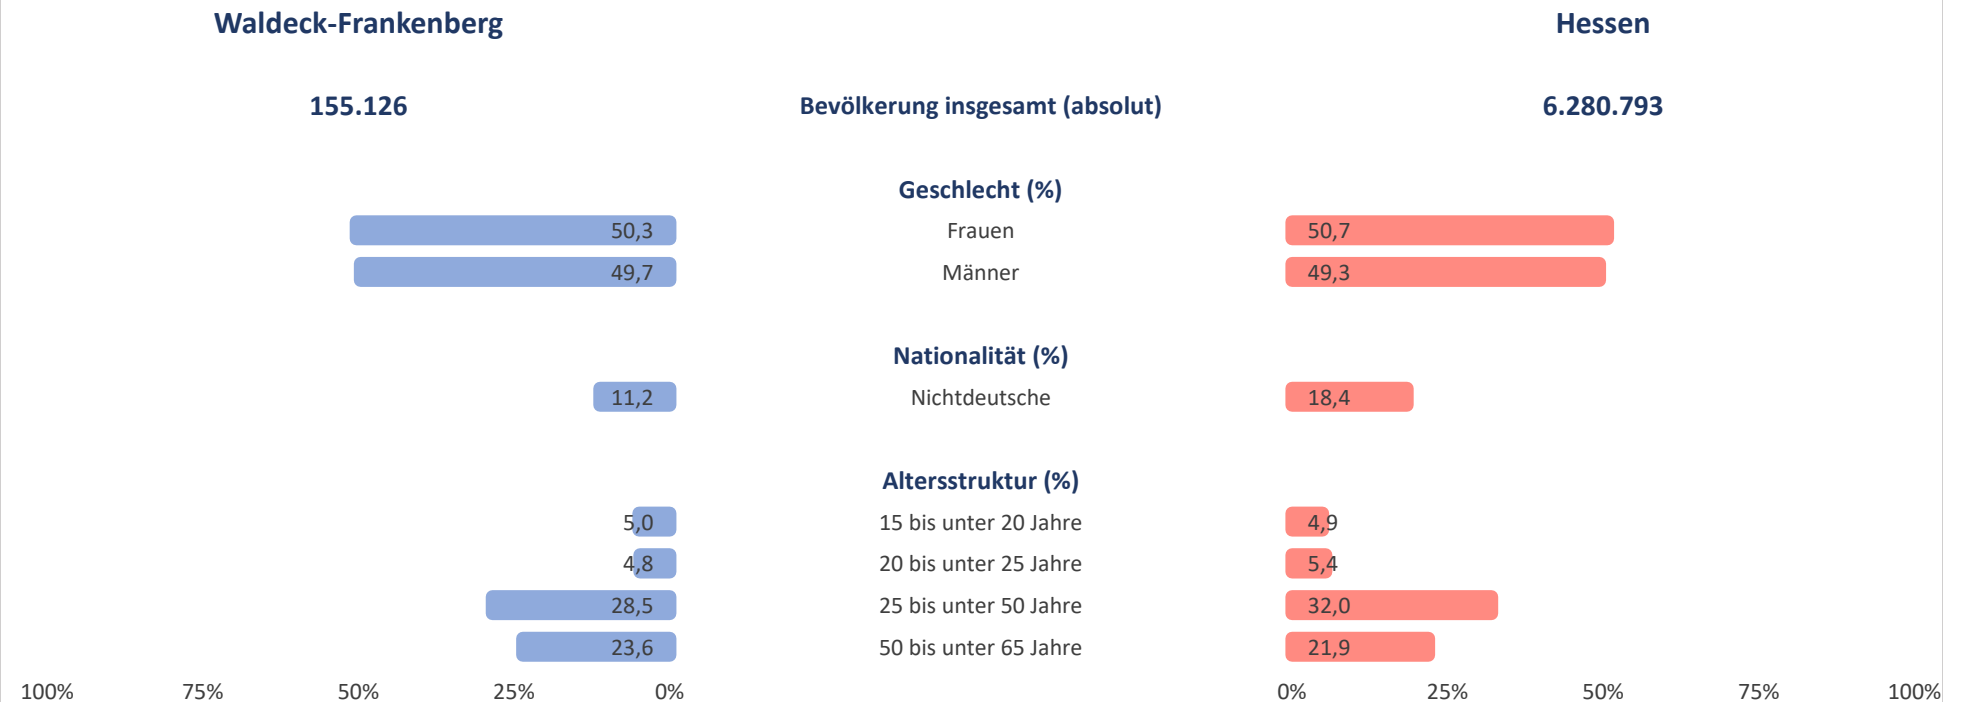 Waldeck-Frankenberg Hessen
155.126 Bevölkerung insgesamt (absolut) 6.280.793
Geschlecht (%)
50,3 Frauen 50,7
49,7 Männer 49,3
Nationalität (%)
11,2 Nichtdeutsche 18,4
Altersstruktur (%)
5,0 15 bis unter 20 Jahre 4,9
4,8 20 bis unter 25 Jahre 5,4
28,5 25 bis unter 50 Jahre 32,0
23,6 50 bis unter 65 Jahre 21,9
100% 75% 50% 25% 0% 0% 25% 50% 75% 100%